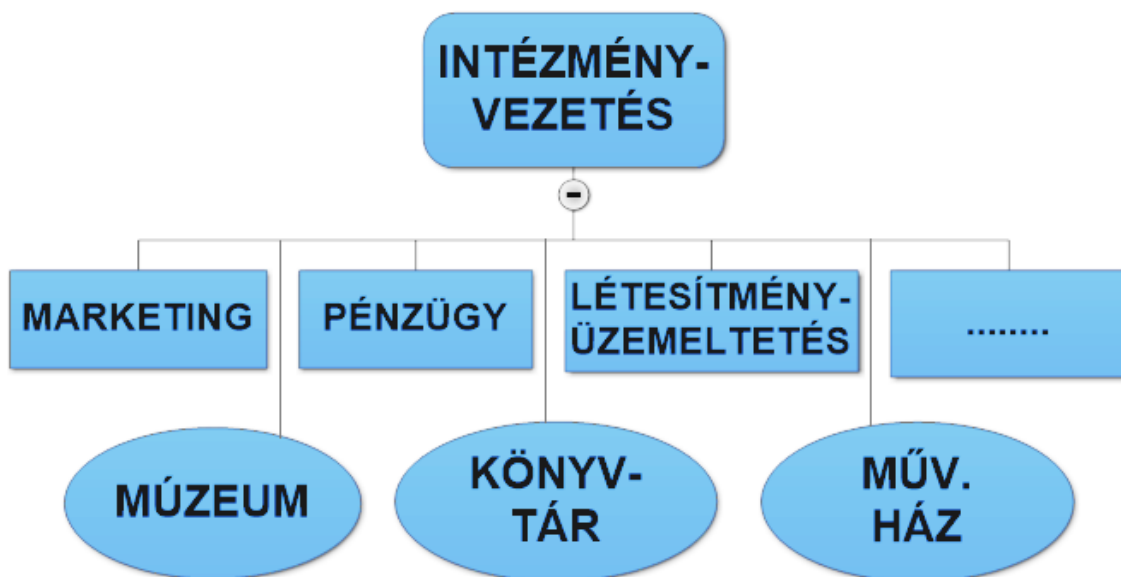 INTÉZMÉNY-
VEZETÉS
MARKETING
PÉNZÜGY
LÉTESÍTMÉNY-
ÜZEMELTETÉS
........
MÚZEUM
KÖNYV-
TÁR
MŰV.
HÁZ